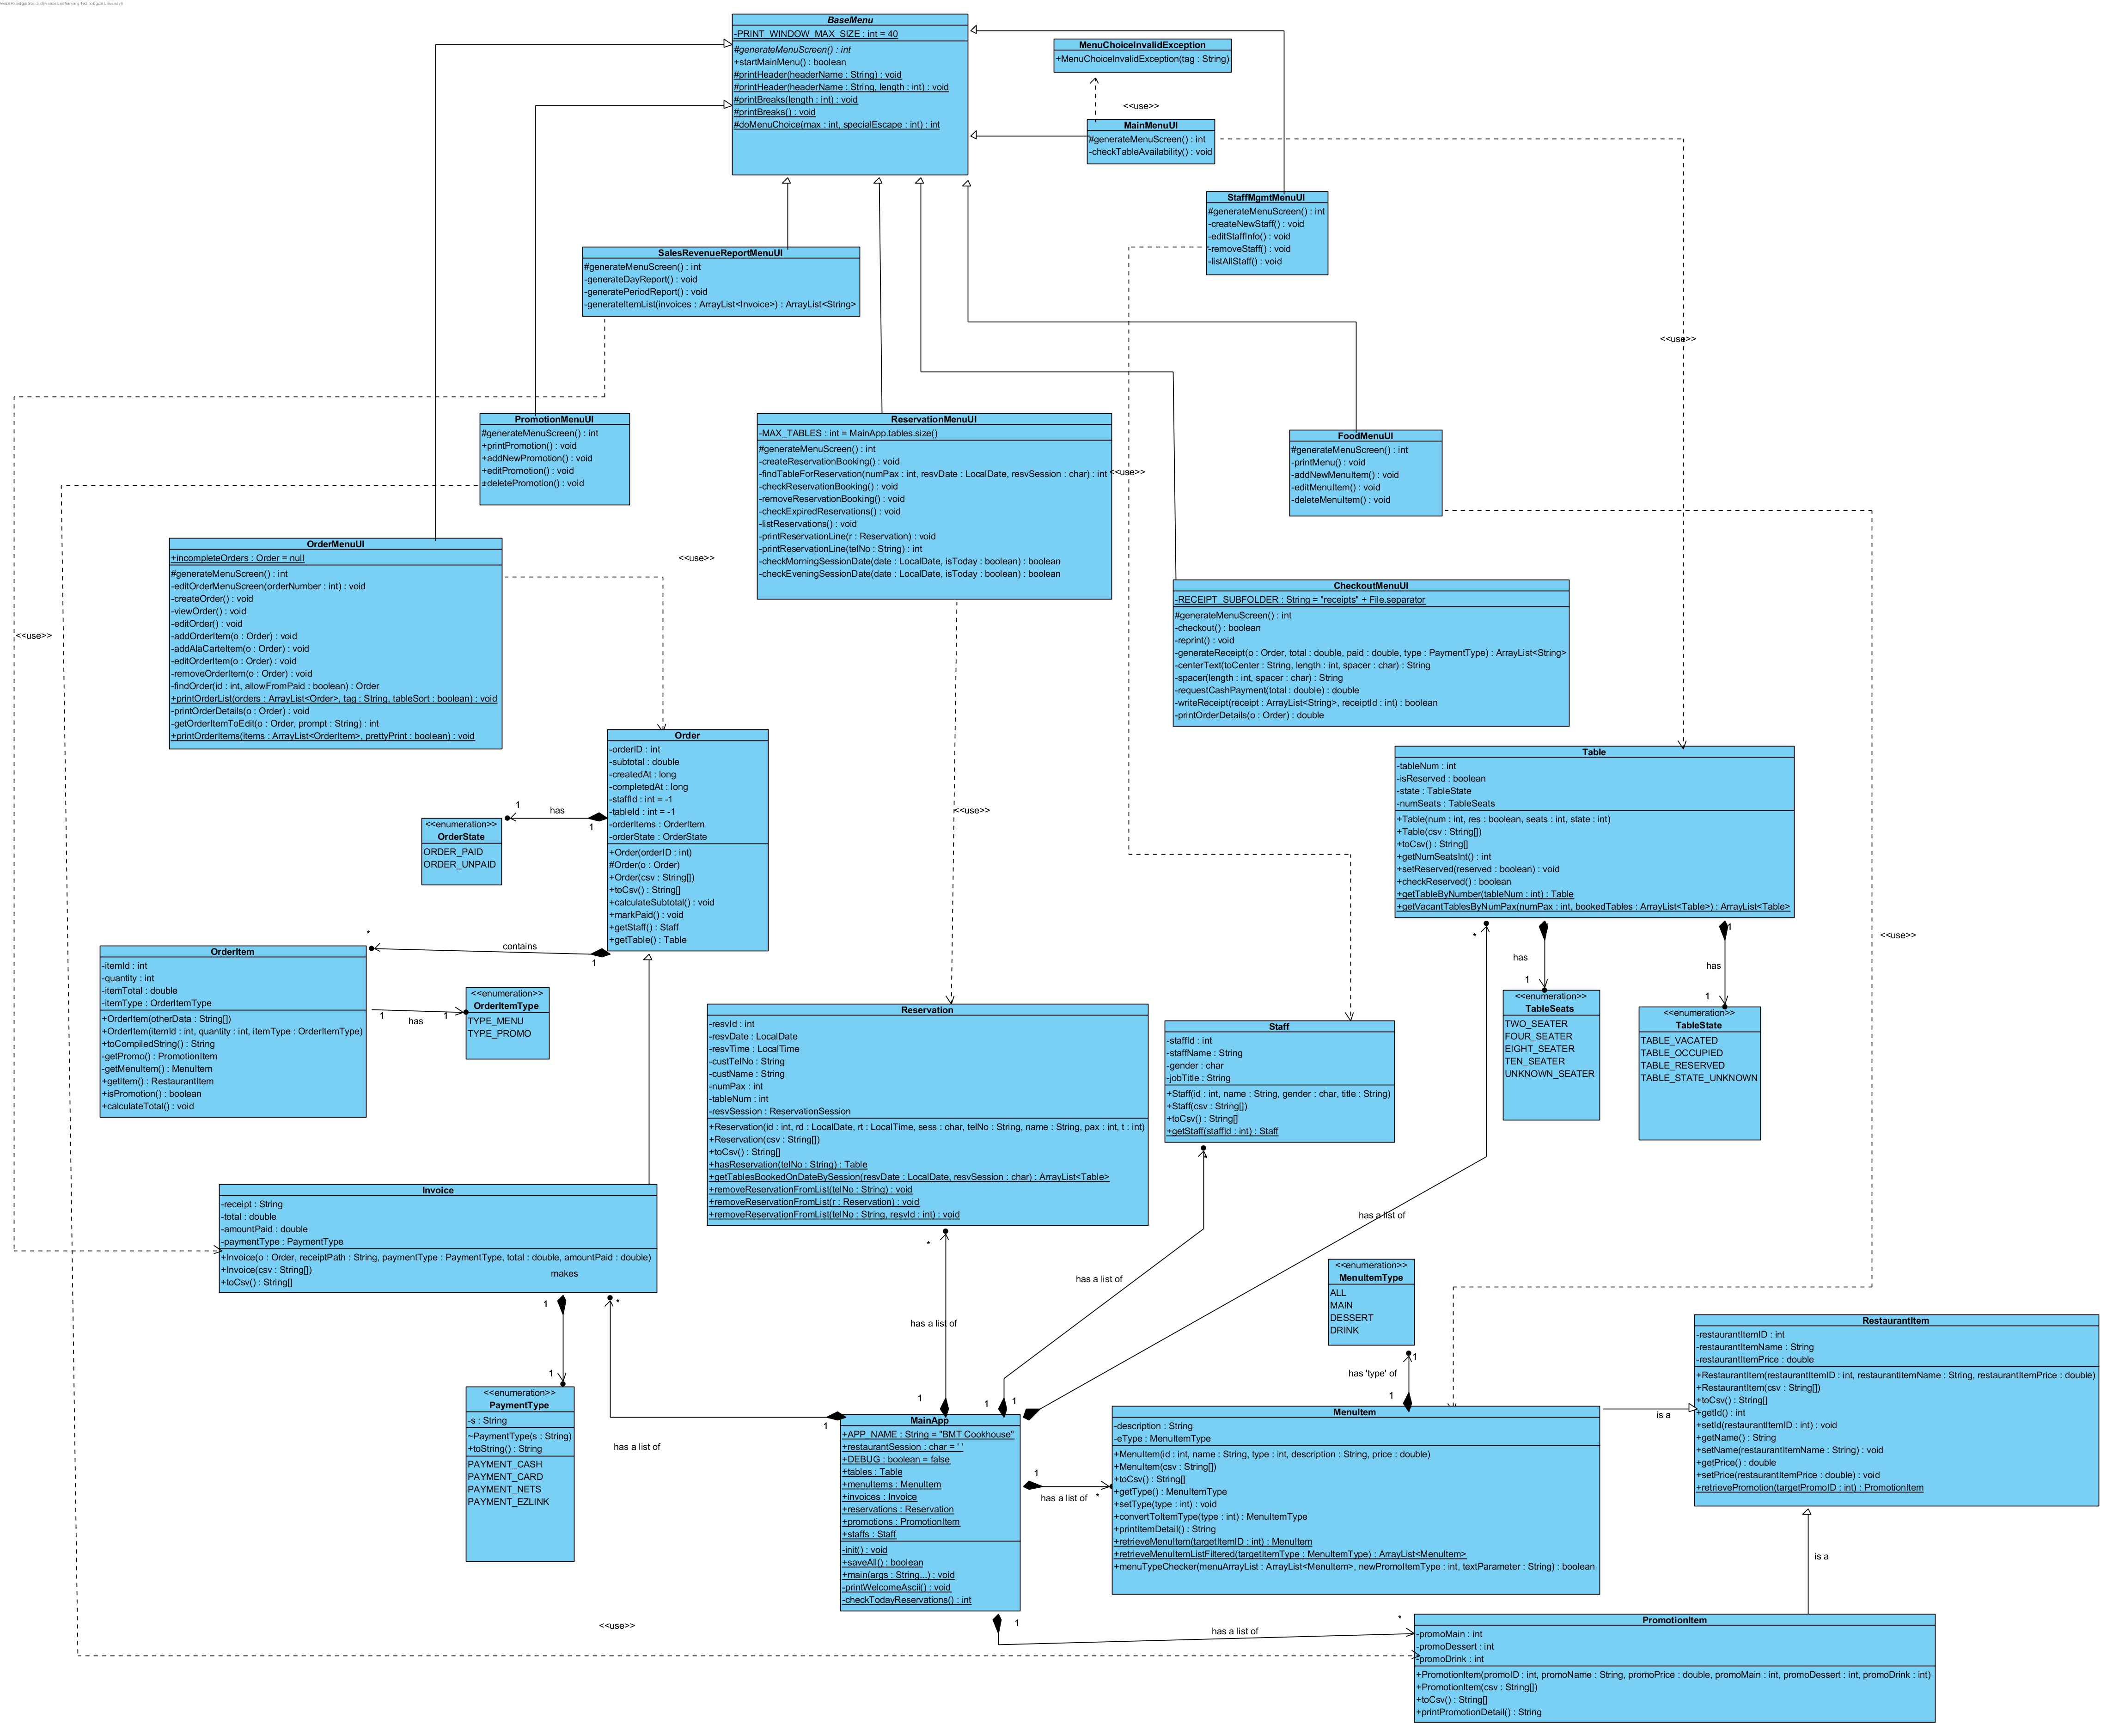 Visual Paradigm Standard(Francis Lim(Nanyang Technological University))
BaseMenu
-PRINT_WINDOW_MAX_SIZE : int = 40
#generateMenuScreen() : int
+startMainMenu() : boolean
#printHeader(headerName : String) : void
#printHeader(headerName : String, length : int) : void
#printBreaks(length : int) : void
#printBreaks() : void
#doMenuChoice(max : int, specialEscape : int) : int
MenuChoiceInvalidException
+MenuChoiceInvalidException(tag : String)
<<use>>
MainMenuUI
#generateMenuScreen() : int
-checkTableAvailability() : void
StaffMgmtMenuUI
#generateMenuScreen() : int
-createNewStaff() : void
-editStaffInfo() : void
-removeStaff() : void
-listAllStaff() : void
SalesRevenueReportMenuUI
#generateMenuScreen() : int
-generateDayReport() : void
-generatePeriodReport() : void
-generateItemList(invoices : ArrayList<Invoice>) : ArrayList<String>
<<use>>
PromotionMenuUI
#generateMenuScreen() : int
+printPromotion() : void
+addNewPromotion() : void
+editPromotion() : void
+deletePromotion() : void
ReservationMenuUI
-MAX_TABLES : int = MainApp.tables.size()
#generateMenuScreen() : int
-createReservationBooking() : void
-findTableForReservation(numPax : int, resvDate : LocalDate, resvSession : char) : int
-checkReservationBooking() : void
-removeReservationBooking() : void
-checkExpiredReservations() : void
-listReservations() : void
-printReservationLine(r : Reservation) : void
-printReservationLine(telNo : String) : int
-checkMorningSessionDate(date : LocalDate, isToday : boolean) : boolean
-checkEveningSessionDate(date : LocalDate, isToday : boolean) : boolean
<<use>>
FoodMenuUI
#generateMenuScreen() : int
-printMenu() : void
-addNewMenuItem() : void
-editMenuItem() : void
-deleteMenuItem() : void
OrderMenuUI
+incompleteOrders : Order = null
#generateMenuScreen() : int
-editOrderMenuScreen(orderNumber : int) : void
-createOrder() : void
-viewOrder() : void
-editOrder() : void
-addOrderItem(o : Order) : void
-addAlaCarteItem(o : Order) : void
-editOrderItem(o : Order) : void
-removeOrderItem(o : Order) : void
-findOrder(id : int, allowFromPaid : boolean) : Order
+printOrderList(orders : ArrayList<Order>, tag : String, tableSort : boolean) : void
-printOrderDetails(o : Order) : void
-getOrderItemToEdit(o : Order, prompt : String) : int
+printOrderItems(items : ArrayList<OrderItem>, prettyPrint : boolean) : void
<<use>>
<<use>>
CheckoutMenuUI
-RECEIPT_SUBFOLDER : String = "receipts" + File.separator
#generateMenuScreen() : int
-checkout() : boolean
-reprint() : void
-generateReceipt(o : Order, total : double, paid : double, type : PaymentType) : ArrayList<String>
-centerText(toCenter : String, length : int, spacer : char) : String
-spacer(length : int, spacer : char) : String
-requestCashPayment(total : double) : double
-writeReceipt(receipt : ArrayList<String>, receiptId : int) : boolean
-printOrderDetails(o : Order) : double
Order
-orderID : int
-subtotal : double
-createdAt : long
-completedAt : long
-staffId : int = -1
-tableId : int = -1
-orderItems : OrderItem
-orderState : OrderState
+Order(orderID : int)
#Order(o : Order)
+Order(csv : String[])
+toCsv() : String[]
+calculateSubtotal() : void
+markPaid() : void
+getStaff() : Staff
+getTable() : Table
1
has
1
<<enumeration>>
OrderState
ORDER_PAID
ORDER_UNPAID
<<use>>
Table
-tableNum : int
-isReserved : boolean
-state : TableState
-numSeats : TableSeats
+Table(num : int, res : boolean, seats : int, state : int)
+Table(csv : String[])
+toCsv() : String[]
+getNumSeatsInt() : int
+setReserved(reserved : boolean) : void
+checkReserved() : boolean
+getTableByNumber(tableNum : int) : Table
+getVacantTablesByNumPax(numPax : int, bookedTables : ArrayList<Table>) : ArrayList<Table>
*
contains
1
OrderItem
-itemId : int
-quantity : int
-itemTotal : double
-itemType : OrderItemType
+OrderItem(otherData : String[])
+OrderItem(itemId : int, quantity : int, itemType : OrderItemType)
+toCompiledString() : String
-getPromo() : PromotionItem
-getMenuItem() : MenuItem
+getItem() : RestaurantItem
+isPromotion() : boolean
+calculateTotal() : void
1
has
1
<<enumeration>>
OrderItemType
TYPE_MENU
TYPE_PROMO
*
1
has
1
1
has
1
<<use>>
<<enumeration>>
TableSeats
TWO_SEATER
FOUR_SEATER
EIGHT_SEATER
TEN_SEATER
UNKNOWN_SEATER
<<enumeration>>
TableState
TABLE_VACATED
TABLE_OCCUPIED
TABLE_RESERVED
TABLE_STATE_UNKNOWN
Reservation
-resvId : int
-resvDate : LocalDate
-resvTime : LocalTime
-custTelNo : String
-custName : String
-numPax : int
-tableNum : int
-resvSession : ReservationSession
+Reservation(id : int, rd : LocalDate, rt : LocalTime, sess : char, telNo : String, name : String, pax : int, t : int)
+Reservation(csv : String[])
+toCsv() : String[]
+hasReservation(telNo : String) : Table
+getTablesBookedOnDateBySession(resvDate : LocalDate, resvSession : char) : ArrayList<Table>
+removeReservationFromList(telNo : String) : void
+removeReservationFromList(r : Reservation) : void
+removeReservationFromList(telNo : String, resvId : int) : void
Staff
-staffId : int
-staffName : String
-gender : char
-jobTitle : String
+Staff(id : int, name : String, gender : char, title : String)
+Staff(csv : String[])
+toCsv() : String[]
+getStaff(staffId : int) : Staff
*
Invoice
-receipt : String
-total : double
-amountPaid : double
-paymentType : PaymentType
+Invoice(o : Order, receiptPath : String, paymentType : PaymentType, total : double, amountPaid : double)
+Invoice(csv : String[])
+toCsv() : String[]
makes
1
1
*
*
has a list of
has a list of
has a list of
<<enumeration>>
MenuItemType
ALL
MAIN
DESSERT
DRINK
1
has 'type' of
1
<<enumeration>>
PaymentType
-s : String
~PaymentType(s : String)
+toString() : String
PAYMENT_CASH
PAYMENT_CARD
PAYMENT_NETS
PAYMENT_EZLINK
has a list of
1
1
1
1
MainApp
+APP_NAME : String = "BMT Cookhouse"
+restaurantSession : char = ' '
+DEBUG : boolean = false
+tables : Table
+menuItems : MenuItem
+invoices : Invoice
+reservations : Reservation
+promotions : PromotionItem
+staffs : Staff
-init() : void
+saveAll() : boolean
+main(args : String...) : void
-printWelcomeAscii() : void
-checkTodayReservations() : int
1
has a list of
*
MenuItem
-description : String
-eType : MenuItemType
+MenuItem(id : int, name : String, type : int, description : String, price : double)
+MenuItem(csv : String[])
+toCsv() : String[]
+getType() : MenuItemType
+setType(type : int) : void
+convertToItemType(type : int) : MenuItemType
+printItemDetail() : String
+retrieveMenuItem(targetItemID : int) : MenuItem
+retrieveMenuItemListFiltered(targetItemType : MenuItemType) : ArrayList<MenuItem>
+menuTypeChecker(menuArrayList : ArrayList<MenuItem>, newPromoItemType : int, textParameter : String) : boolean
is a
RestaurantItem
-restaurantItemID : int
-restaurantItemName : String
-restaurantItemPrice : double
+RestaurantItem(restaurantItemID : int, restaurantItemName : String, restaurantItemPrice : double)
+RestaurantItem(csv : String[])
+toCsv() : String[]
+getId() : int
+setId(restaurantItemID : int) : void
+getName() : String
+setName(restaurantItemName : String) : void
+getPrice() : double
+setPrice(restaurantItemPrice : double) : void
+retrievePromotion(targetPromoID : int) : PromotionItem
is a
<<use>>
1
has a list of
*
PromotionItem
-promoMain : int
-promoDessert : int
-promoDrink : int
+PromotionItem(promoID : int, promoName : String, promoPrice : double, promoMain : int, promoDessert : int, promoDrink : int)
+PromotionItem(csv : String[])
+toCsv() : String[]
+printPromotionDetail() : String